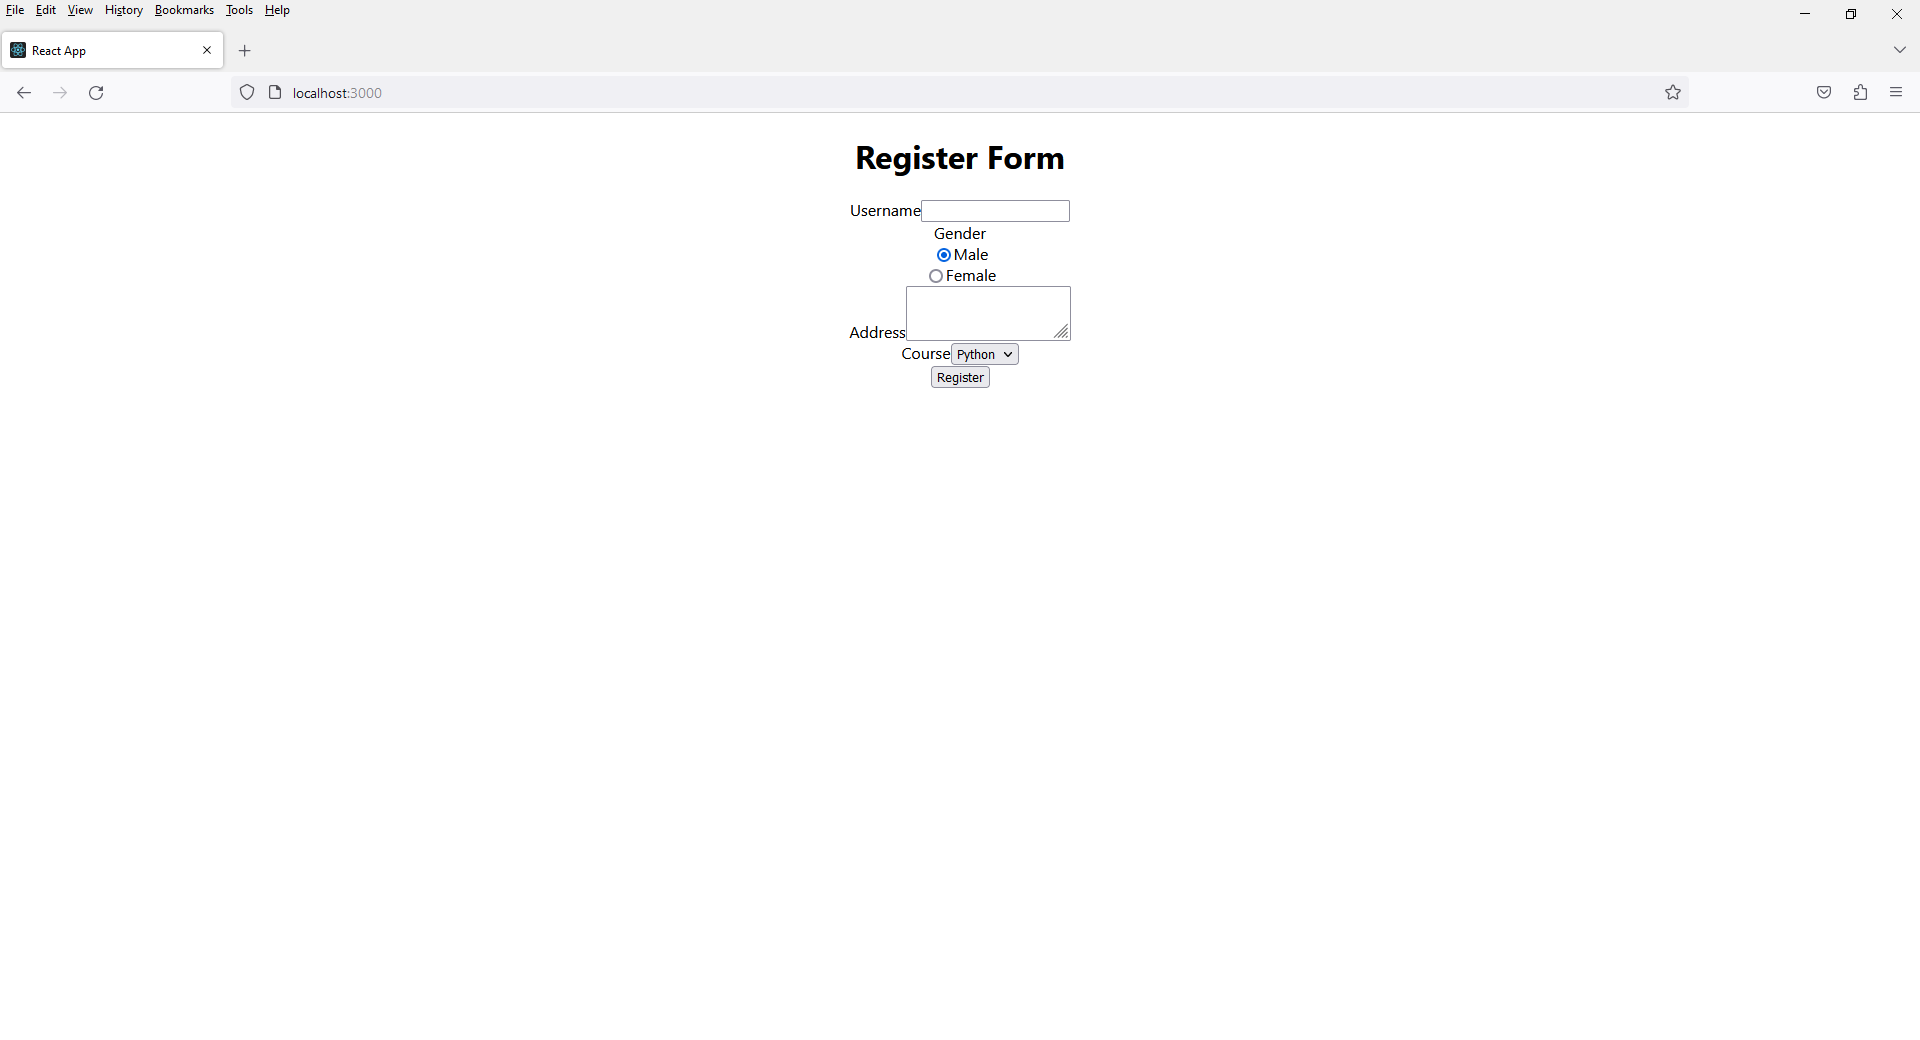 File Edit View History Bookmarks Tools Help
React App
localhost:3000
Register Form
Username
Gender
Male
Female
Address
Course Python
Register